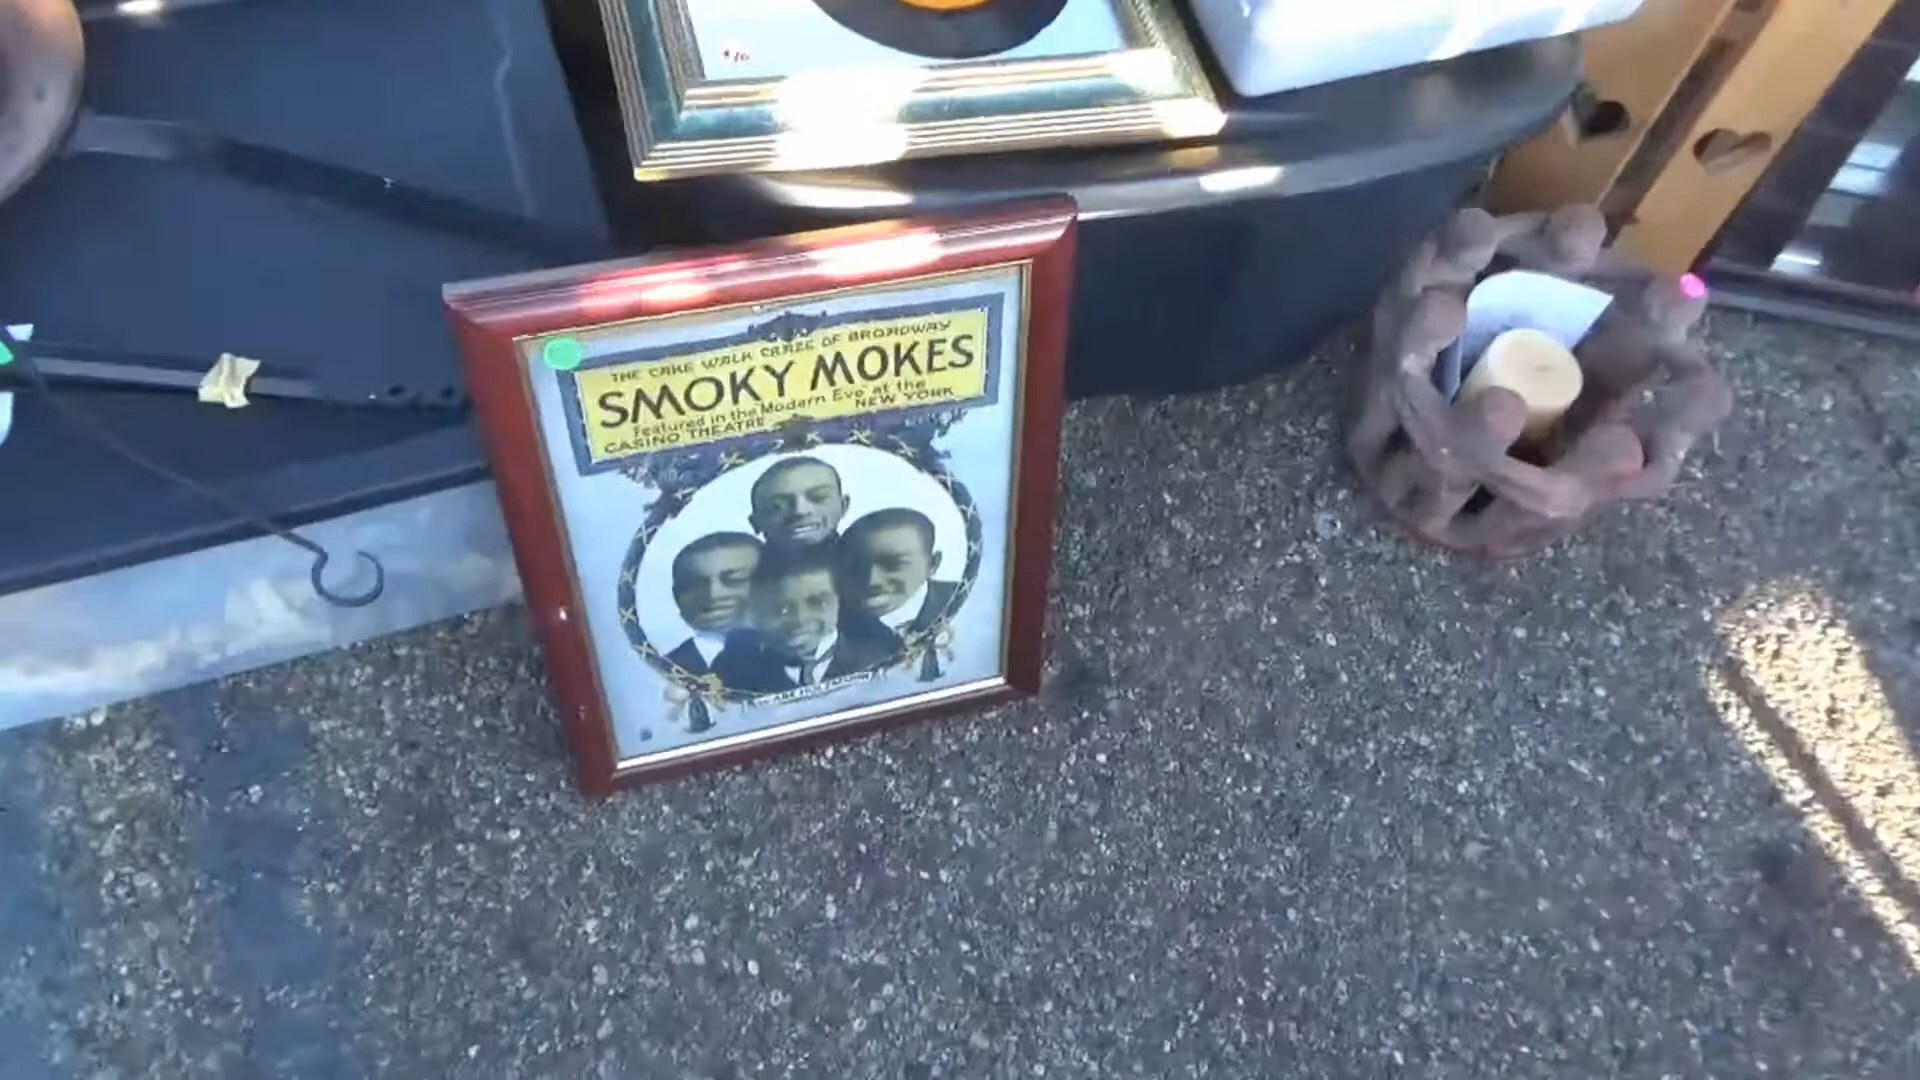 THE CAKE WALK CRAZE OF BROADWAY
SMOKY MOKES
Featured in the "Modern Eve" at the
CASINO THEATRE NEW YORK